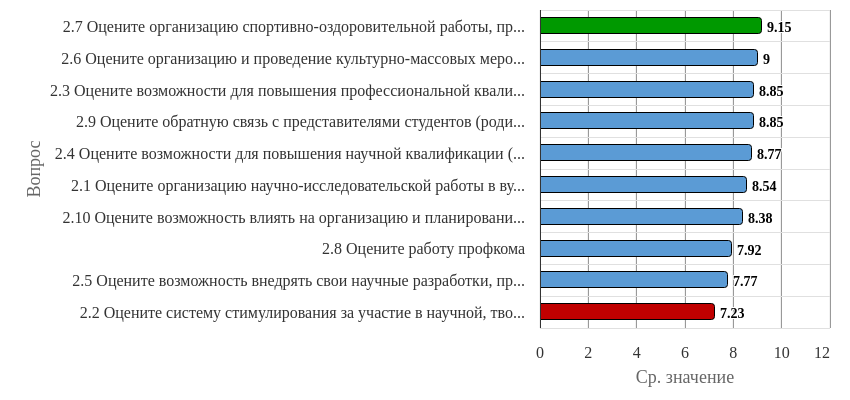 2.7 Оцените организацию спортивно-оздоровительной работы, пр...
9.15
2.6 Оцените организацию и проведение культурно-массовых меро...
9
2.3 Оцените возможности для повышения профессиональной квали...
8.85
2.9 Оцените обратную связь с представителями студентов (роди...
8.85
2.4 Оцените возможности для повышения научной квалификации (...
8.77
2.1 Оцените организацию научно-исследовательской работы в ву...
8.54
2.10 Оцените возможность влиять на организацию и планировани...
8.38
2.8 Оцените работу профкома
7.92
2.5 Оцените возможность внедрять свои научные разработки, пр...
7.77
2.2 Оцените систему стимулирования за участие в научной, тво...
7.23
Вопрос
0 2 4 6 8 10 12
Ср. значение